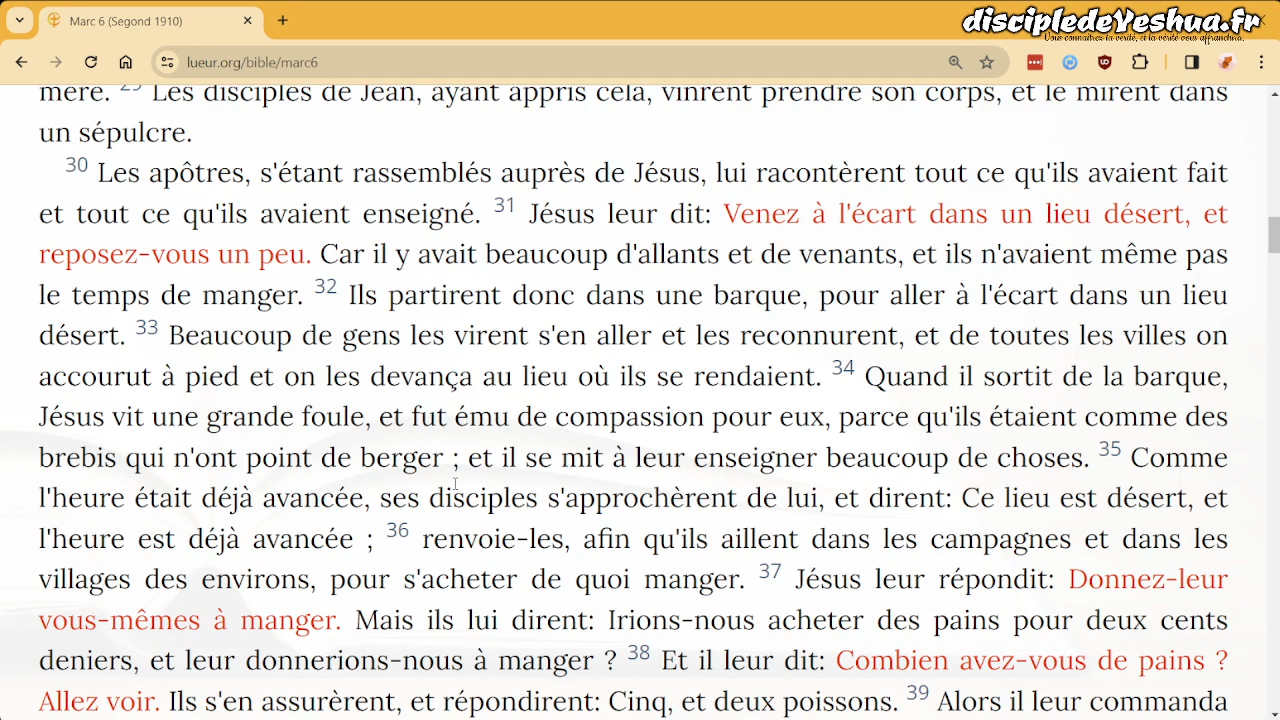 Marc 6 (Segond 1910)
discipledeYeshua.fr
Vous connaîtrez la vérité, et la vérité vous affranchira.
lueur.org/bible/marc6
mère. 29 Les disciples de Jean, ayant appris cela, vinrent prendre son corps, et le mirent dans
un sépulcre.
30 Les apôtres, s'étant rassemblés auprès de Jésus, lui racontèrent tout ce qu'ils avaient fait
et tout ce qu'ils avaient enseigné. 31 Jésus leur dit: Venez à l'écart dans un lieu désert, et
reposez-vous un peu. Car il y avait beaucoup d'allants et de venants, et ils n'avaient même pas
le temps de manger. 32 Ils partirent donc dans une barque, pour aller à l'écart dans un lieu
désert. 33 Beaucoup de gens les virent s'en aller et les reconnurent, et de toutes les villes on
accourut à pied et on les devança au lieu où ils se rendaient. 34 Quand il sortit de la barque,
Jésus vit une grande foule, et fut ému de compassion pour eux, parce qu'ils étaient comme des
brebis qui n'ont point de berger ; et il se mit à leur enseigner beaucoup de choses. 35 Comme
l'heure était déjà avancée, ses disciples s'approchèrent de lui, et dirent: Ce lieu est désert, et
l'heure est déjà avancée ; 36 renvoie-les, afin qu'ils aillent dans les campagnes et dans les
villages des environs, pour s'acheter de quoi manger. 37 Jésus leur répondit: Donnez-leur
vous-mêmes à manger. Mais ils lui dirent: Irions-nous acheter des pains pour deux cents
deniers, et leur donnerions-nous à manger ? 38 Et il leur dit: Combien avez-vous de pains ?
Allez voir. Ils s'en assurèrent, et répondirent: Cinq, et deux poissons. 39 Alors il leur commanda